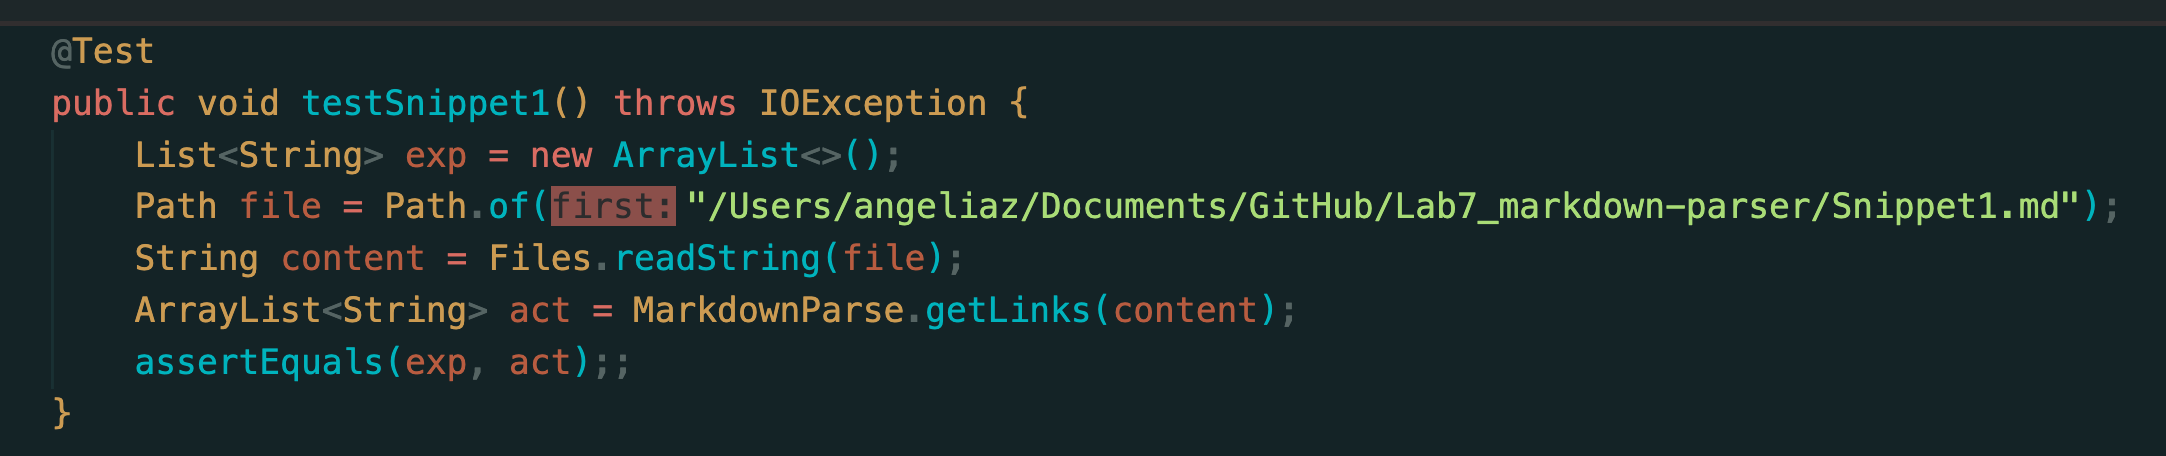 @Test
public void testSnippet1() throws IOException {
    List<String> exp = new ArrayList<>();
    Path file = Path.of(first: "/Users/angeliaz/Documents/GitHub/Lab7_markdown-parser/Snippet1.md");
    String content = Files.readString(file);
    ArrayList<String> act = MarkdownParse.getLinks(content);
    assertEquals(exp, act);;
}